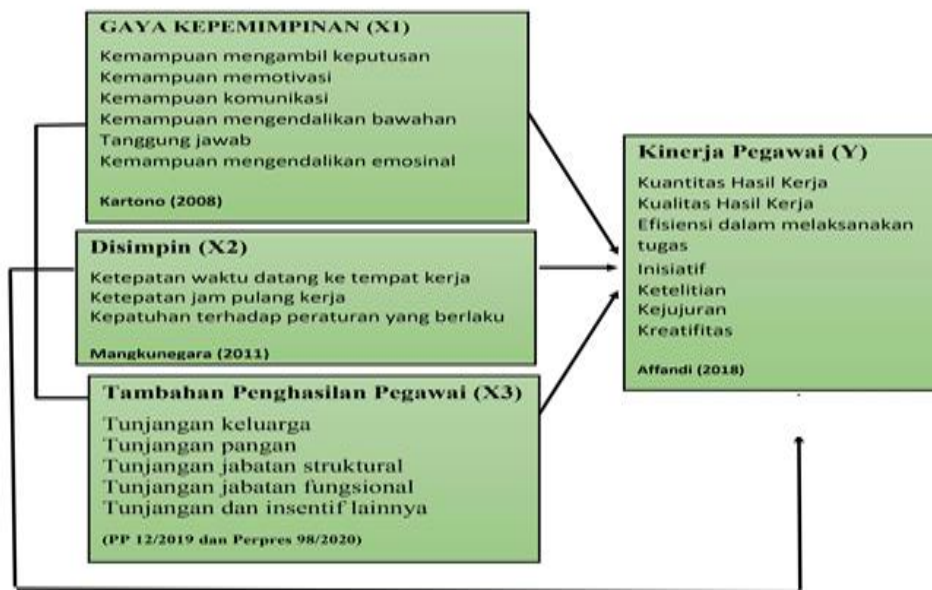 GAYA KEPEMIMPINAN (X1)
Kemampuan mengambil keputusan
Kemampuan memotivasi
Kemampuan komunikasi
Kemampuan mengendalikan bawahan
Tanggung jawab
Kemampuan mengendalikan emosinal
Kartono (2008)
Disimpin (X2)
Ketepatan waktu datang ke tempat kerja
Ketepatan jam pulang kerja
Kepatuhan terhadap peraturan yang berlaku
Mangkunegara (2011)
Tambahan Penghasilan Pegawai (X3)
Tunjangan keluarga
Tunjangan pangan
Tunjangan jabatan struktural
Tunjangan jabatan fungsional
Tunjangan dan insentif lainnya
(PP 12/2019 dan Perpres 98/2020)
Kinerja Pegawai (Y)
Kuantitas Hasil Kerja
Kualitas Hasil Kerja
Efisiensi dalam melaksanakan
tugas
Inisiatif
Ketelitian
Kejujuran
Kreatifitas
Affandi (2018)